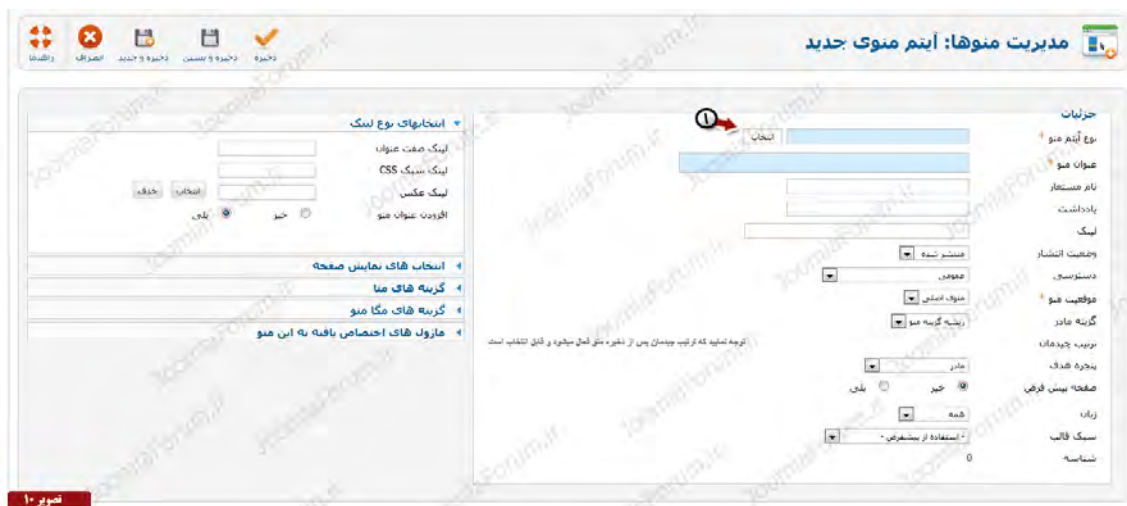 مدیریت منوها: آیتم منوی جدید
ذخیره
ذخیره و بستن
ذخیره و جدید
انصراف
راهنما
جزئیات
نوع آیتم منو *
انتخاب
۱
عنوان منو *
نام مستعار
یادداشت
لینک
وضعیت انتشار
منتشر شده
دسترسی
عمومی
موقعیت منو *
منوی اصلی
گزینه مادر
ریشه گزینه منو
ترتیب چیدمان
توجه نمایید که ترتیب چیدمان پس از ذخیره منو فعال میشود و قابل انتخاب است
پنجره هدف
مادر
صفحه پیش فرض
خیر
بلی
زبان
همه
سبک قالب
- استفاده از پیشفرض -
شناسه
0
انتخابهای نوع لینک
لینک صفت عنوان
لینک سبک CSS
لینک عکس
انتخاب
حذف
افزودن عنوان منو
خیر
بلی
انتخاب های نمایش صفحه
گزینه های متا
گزینه های مگا منو
ماژول های اختصاص یافته به این منو
تصویر ۱۰
JoomlaForum.ir